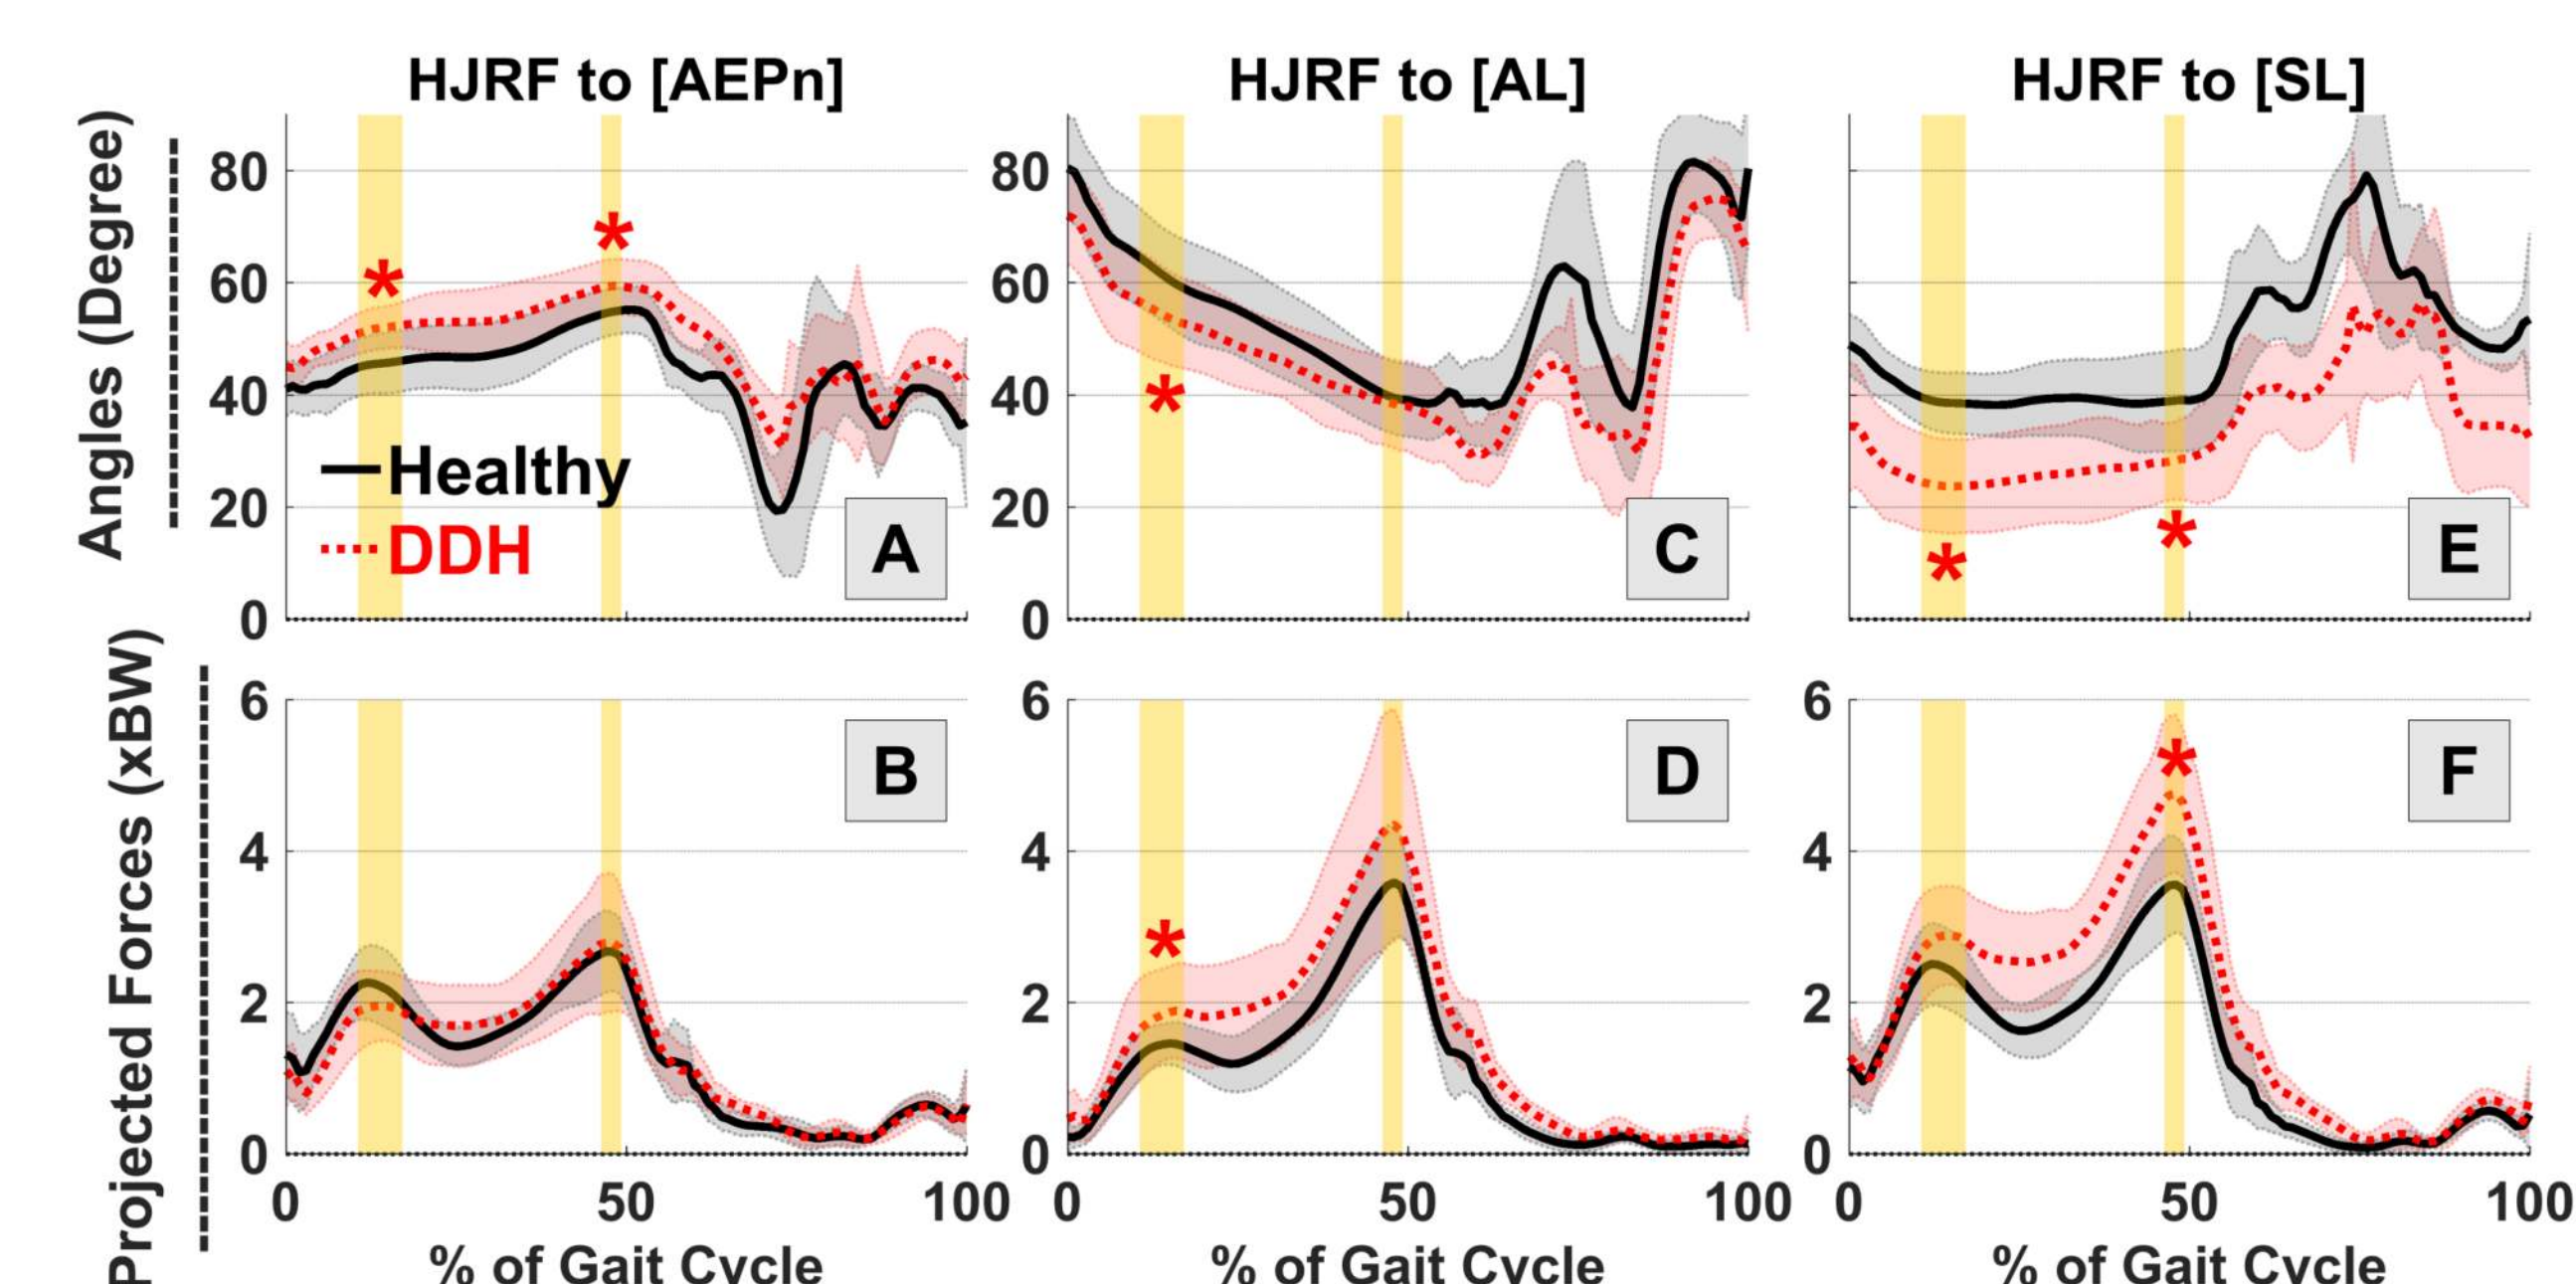 HJRF to [AEPn] HJRF to [AL] HJRF to [SL]
Angles (Degree)
80
60
40
20
0
* *
Healthy
DDH
A
80
60
40
20
0
*
C
* *
E
Projected Forces (xBW)
6
4
2
0
B
6
4
2
0
*
D
6
4
2
0
*
F
0 50 100 0 50 100 0 50 100
% of Gait Cycle % of Gait Cycle % of Gait Cycle